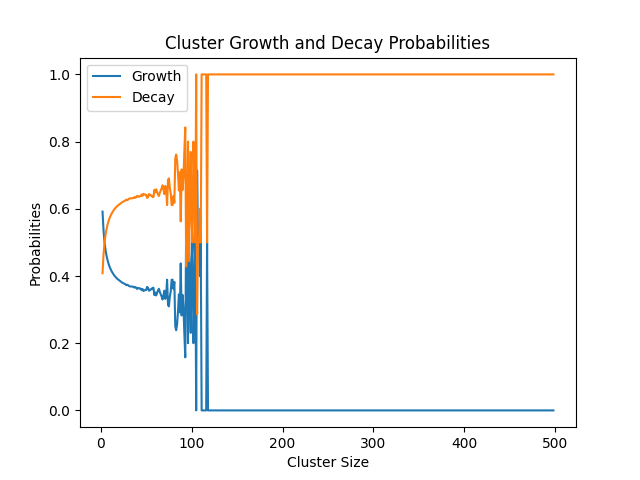 Cluster Growth and Decay Probabilities
Growth
Decay
1.0
0.8
0.6
0.4
0.2
0.0
Probabilities
0
100
200
300
400
500
Cluster Size